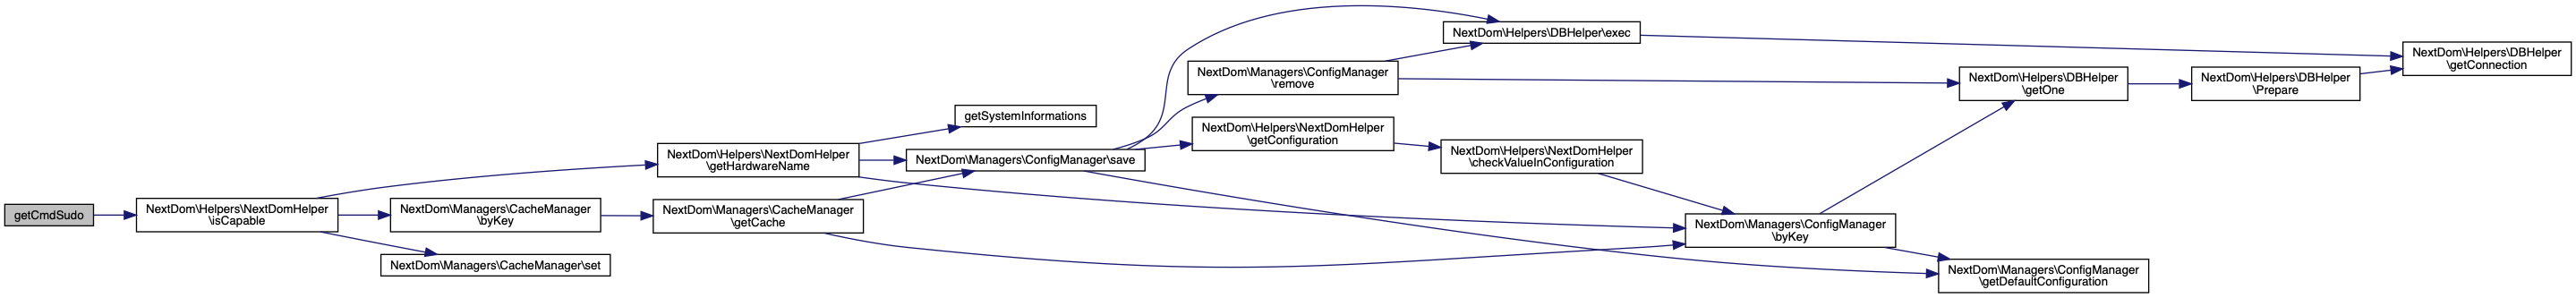 getCmdSudo
NextDom\Helpers\NextDomHelper
\isCapable
NextDom\Helpers\NextDomHelper
\getHardwareName
NextDom\Managers\CacheManager
\byKey
NextDom\Managers\CacheManager\set
getSystemInformations
NextDom\Managers\ConfigManager\save
NextDom\Managers\CacheManager
\getCache
NextDom\Helpers\DBHelper\exec
NextDom\Managers\ConfigManager
\remove
NextDom\Helpers\NextDomHelper
\getConfiguration
NextDom\Helpers\NextDomHelper
\checkValueInConfiguration
NextDom\Managers\ConfigManager
\byKey
NextDom\Helpers\DBHelper
\getOne
NextDom\Managers\ConfigManager
\getDefaultConfiguration
NextDom\Helpers\DBHelper
\Prepare
NextDom\Helpers\DBHelper
\getConnection